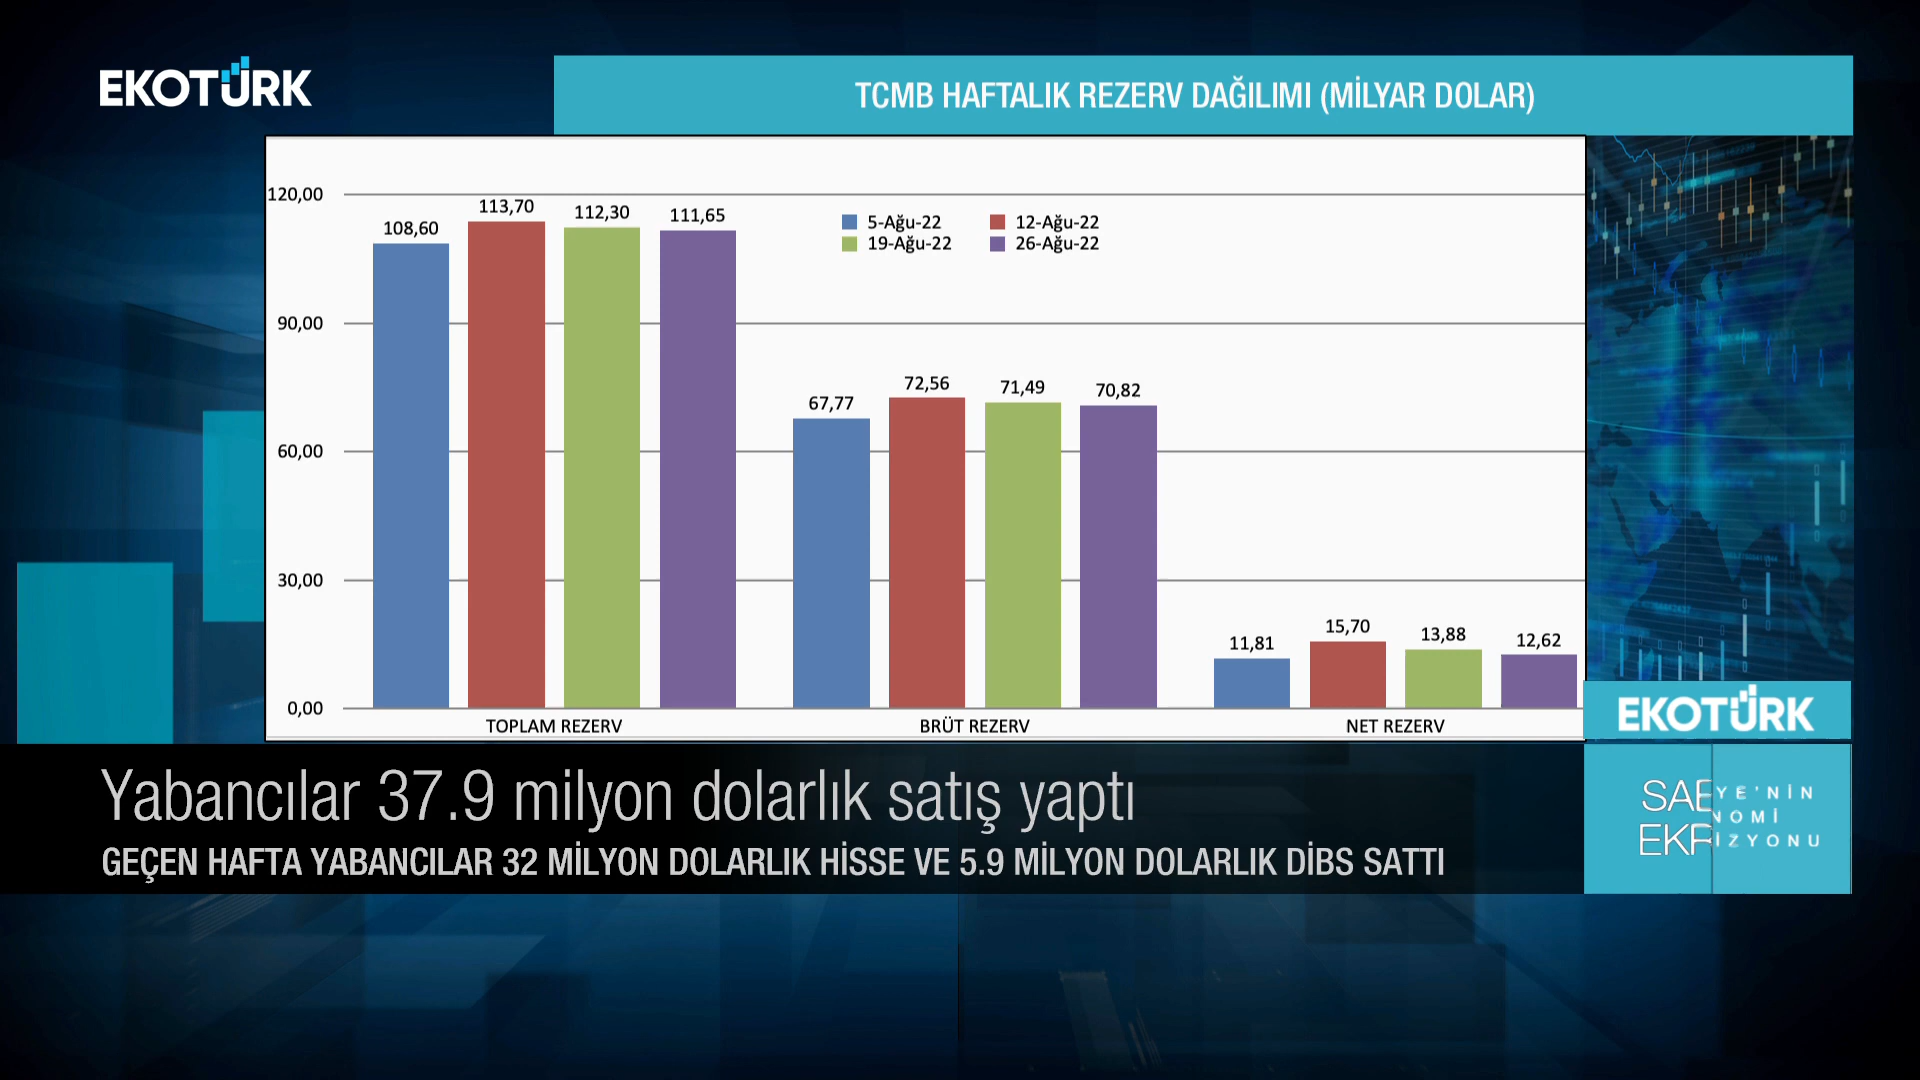 EKOTÜRK
TCMB HAFTALIK REZERV DAĞILIMI (MİLYAR DOLAR)
120,00
90,00
60,00
30,00
0,00
108,60
113,70
112,30
111,65
5-Ağu-22
12-Ağu-22
19-Ağu-22
26-Ağu-22
67,77
72,56
71,49
70,82
11,81
15,70
13,88
12,62
TOPLAM REZERV
BRÜT REZERV
NET REZERV
EKOTÜRK
Yabancılar 37.9 milyon dolarlık satış yaptı
GEÇEN HAFTA YABANCILAR 32 MİLYON DOLARLIK HİSSE VE 5.9 MİLYON DOLARLIK DİBS SATTI